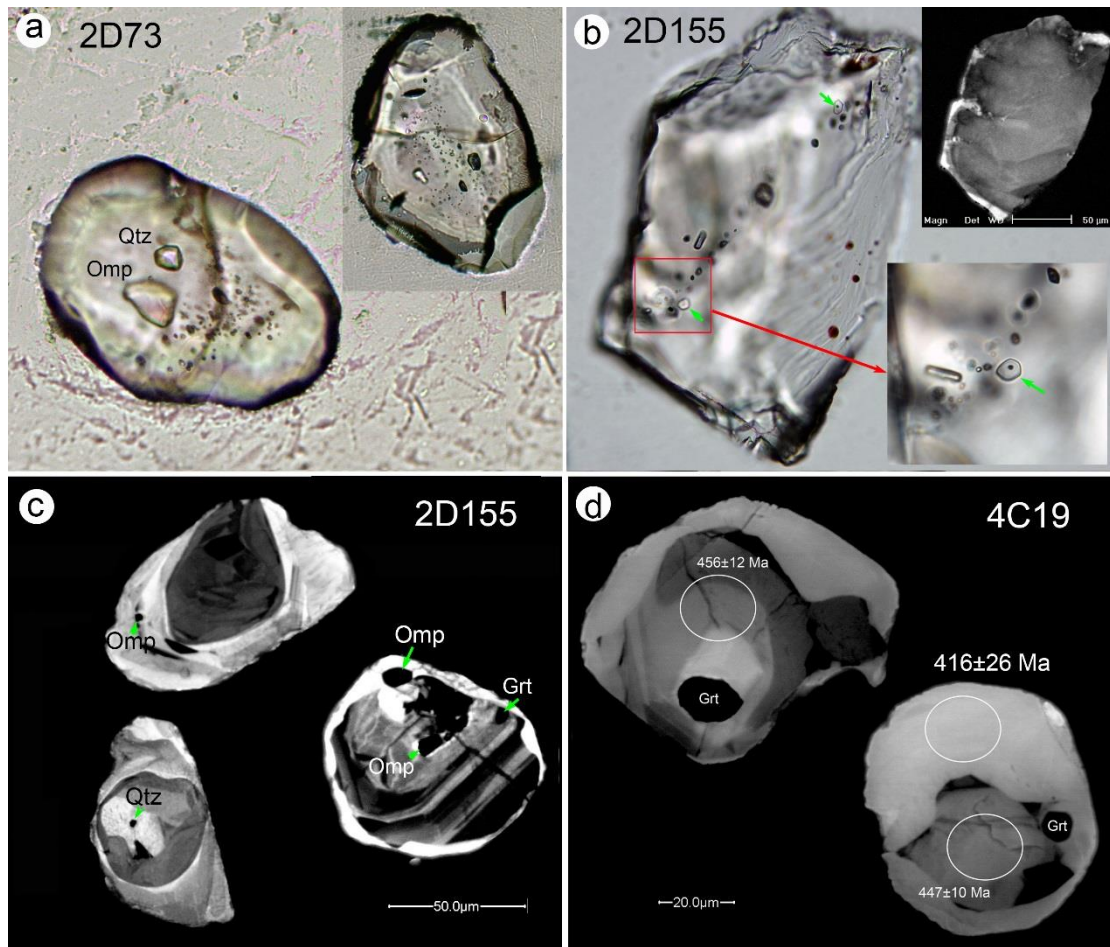 a 2D73
Qtz
Omp
b 2D155
Magn Det WD 50 µm
c 2D155
Omp
Omp
Grt
Omp
Qtz
50.0µm
d 4C19
456±12 Ma
Grt
416±26 Ma
Grt
447±10 Ma
20.0µm